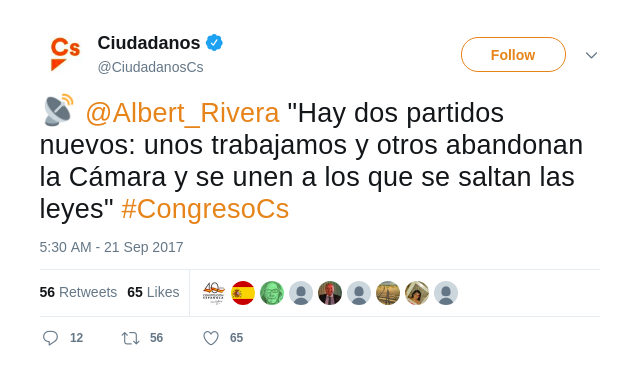 Cs
Ciudadanos
@CiudadanosCs
Follow
@Albert_Rivera "Hay dos partidos
nuevos: unos trabajamos y otros abandonan
la Cámara y se unen a los que se saltan las
leyes" #CongresoCs
5:30 AM - 21 Sep 2017
56 Retweets 65 Likes
12 56 65